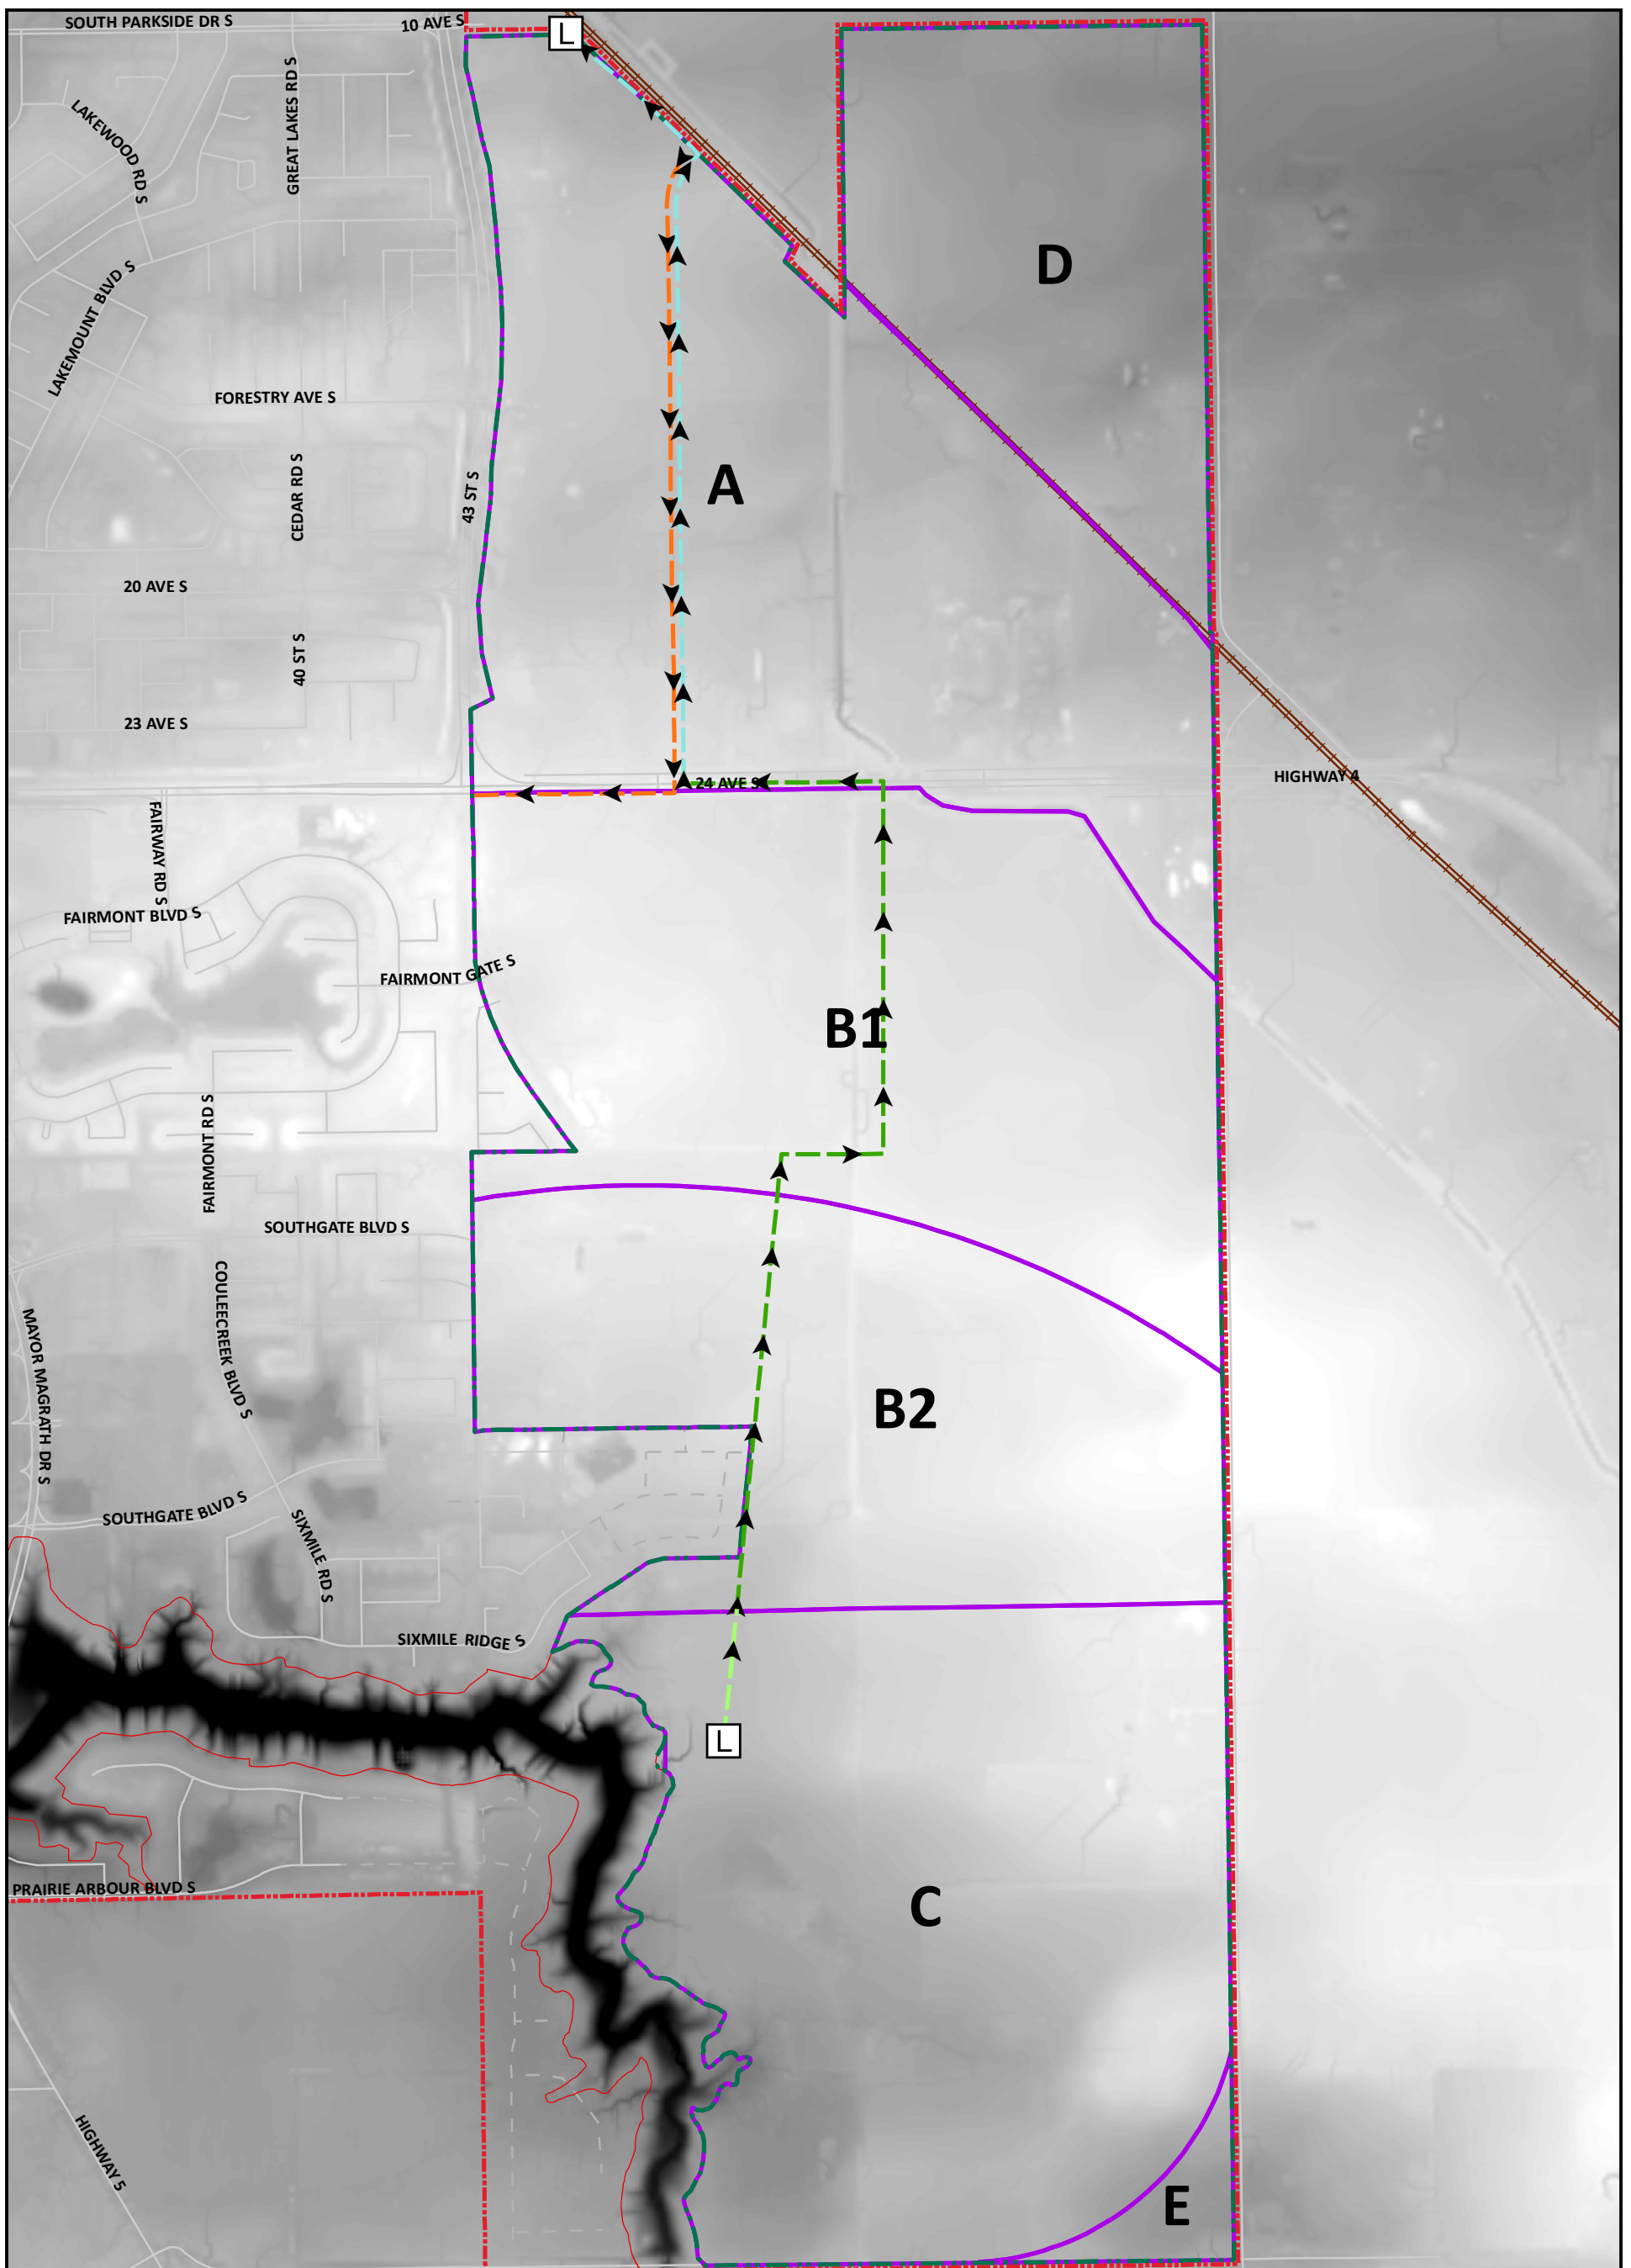 SOUTH PARKSIDE DR S
10 AVE S
L
LAKEWOOD RD S
GREAT LAKES RD S
D
LAKEMOUNT BLVD S
FORESTRY AVE S
CEDAR RD S
43 ST S
A
20 AVE S
40 ST S
23 AVE S
24 AVE S
HIGHWAY 4
FAIRWAY RD S
FAIRMONT BLVD S
FAIRMONT GATE S
B1
FAIRMONT RD S
SOUTHGATE BLVD S
COULEECREEK BLVD S
MAYOR MAGRATH DR S
B2
SOUTHGATE BLVD S
SIXMILE RD S
SIXMILE RIDGE S
L
PRAIRIE ARBOUR BLVD S
C
HIGHWAY 5
E